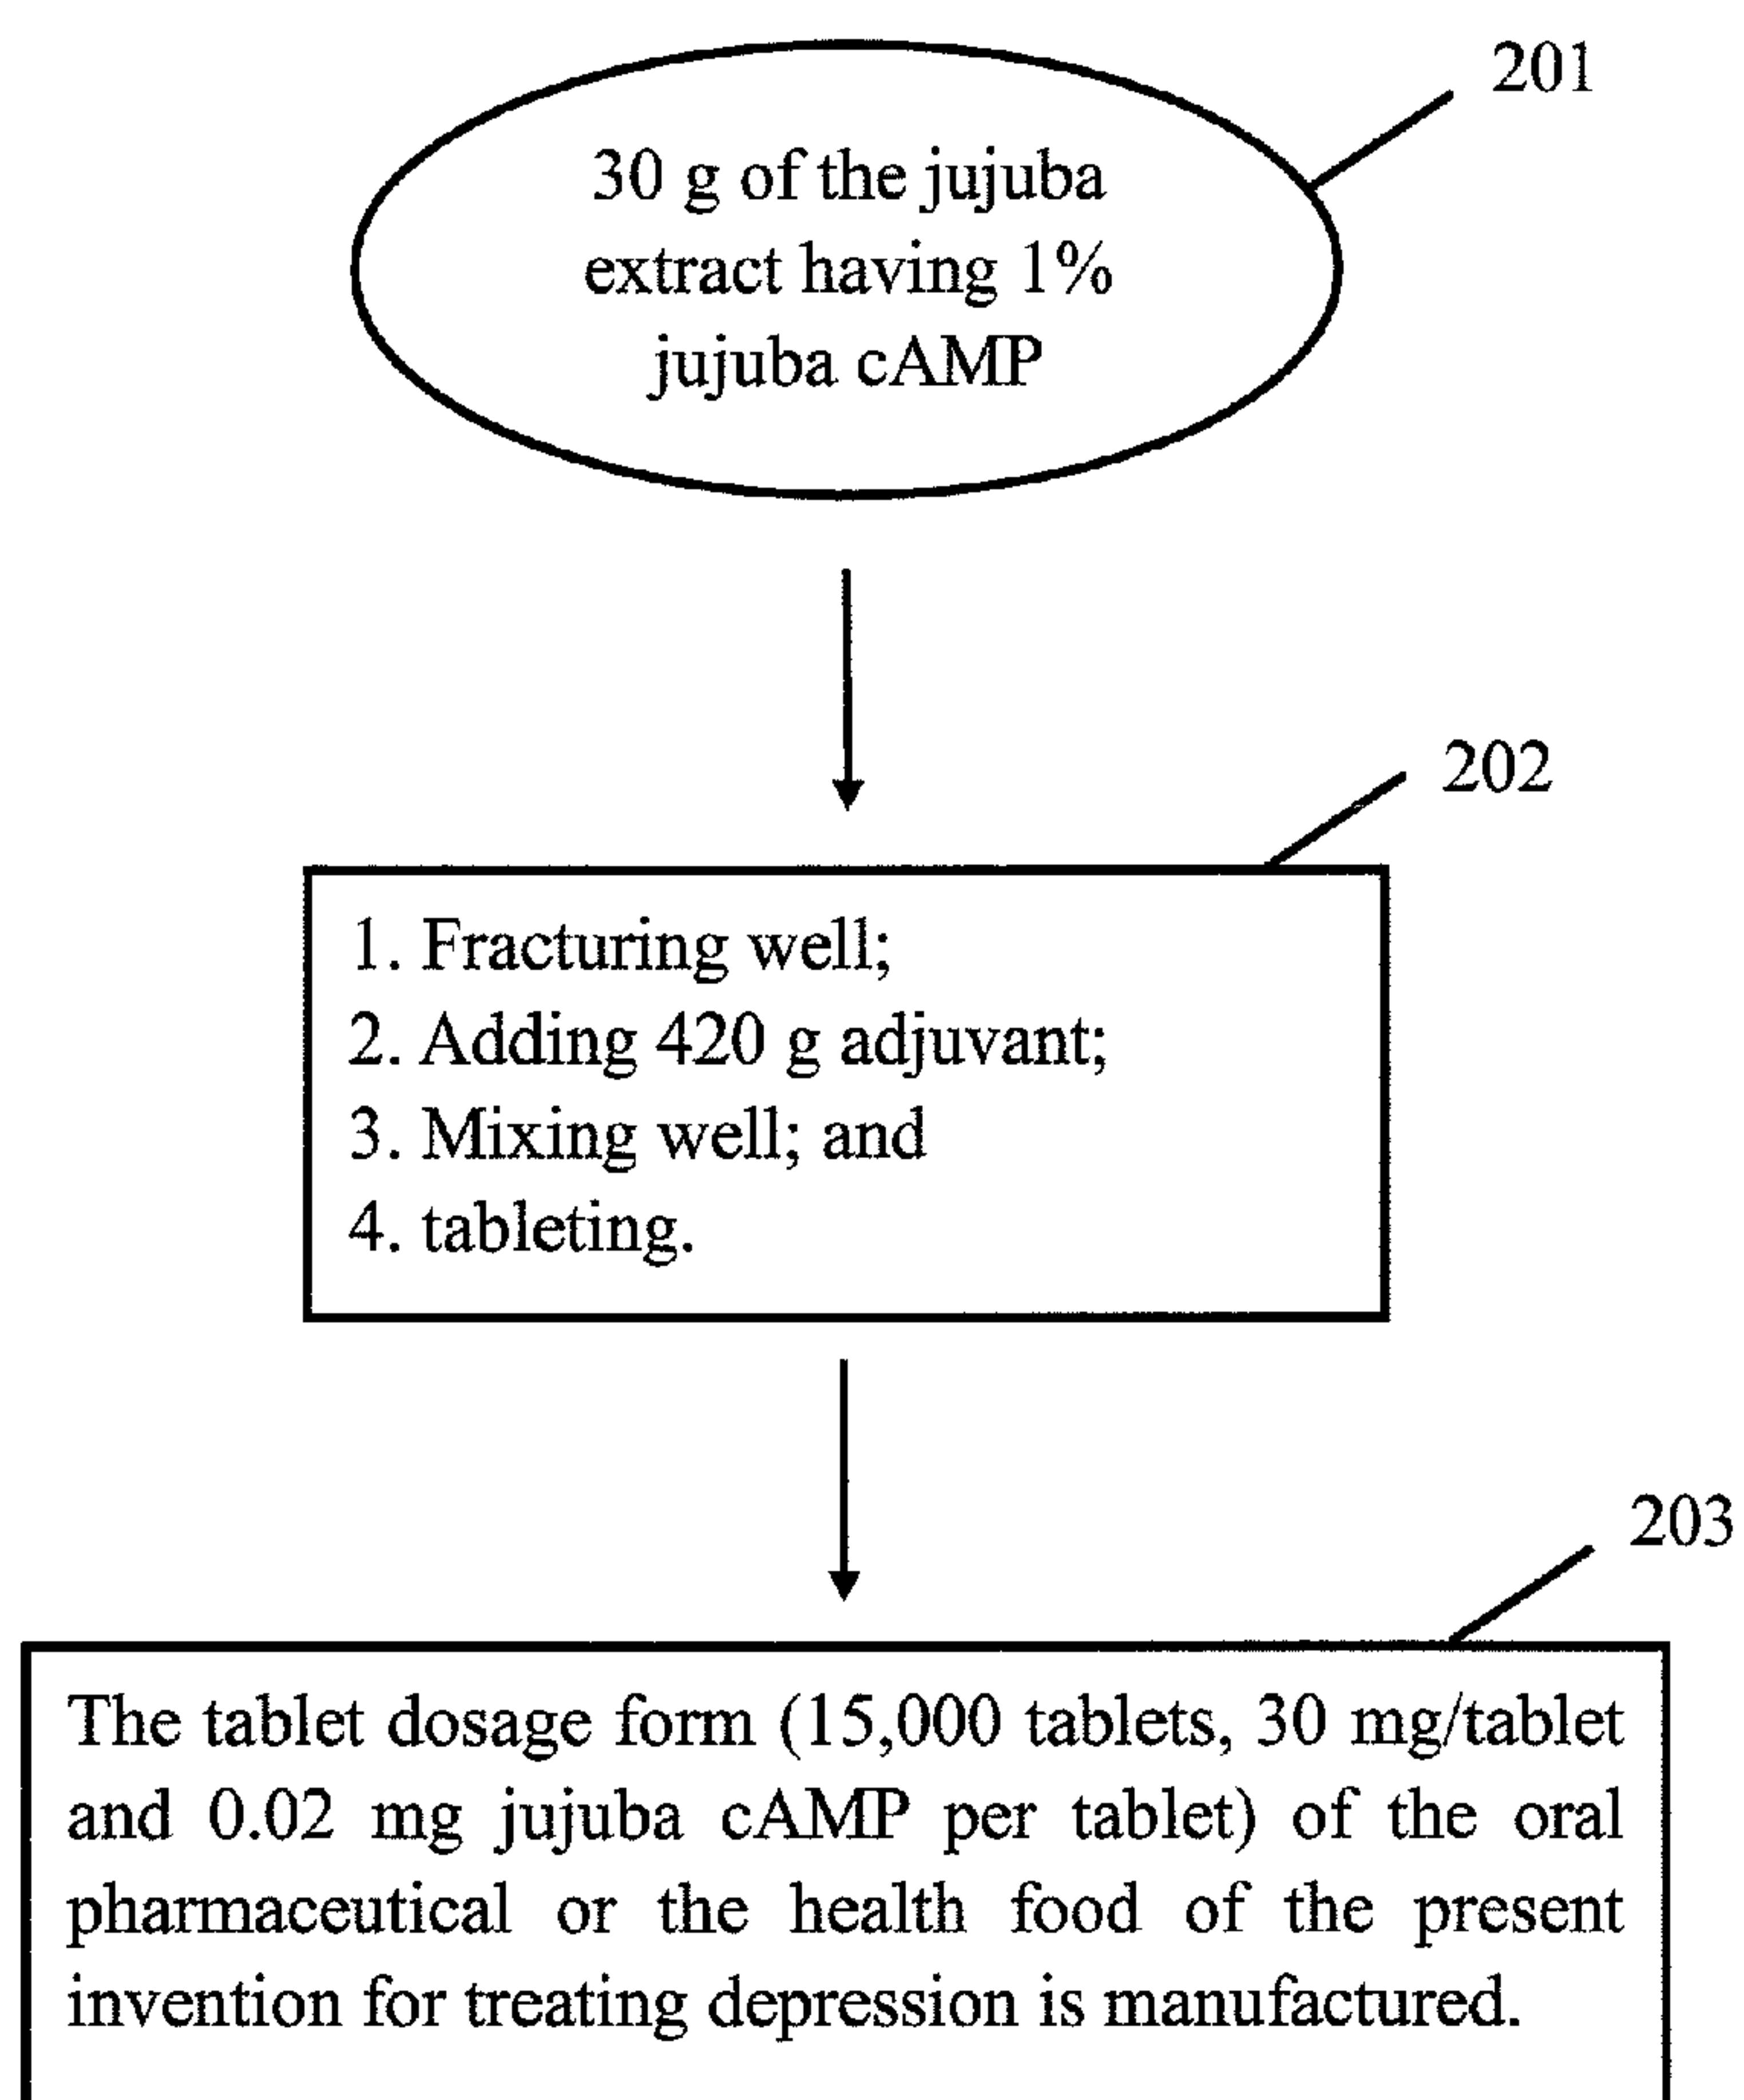 201
30 g of the jujuba
extract having 1%
jujuba cAMP
202
1. Fracturing well;
2. Adding 420 g adjuvant;
3. Mixing well; and
4. tableting.
203
The tablet dosage form (15,000 tablets, 30 mg/tablet
and 0.02 mg jujuba cAMP per tablet) of the oral
pharmaceutical or the health food of the present
invention for treating depression is manufactured.